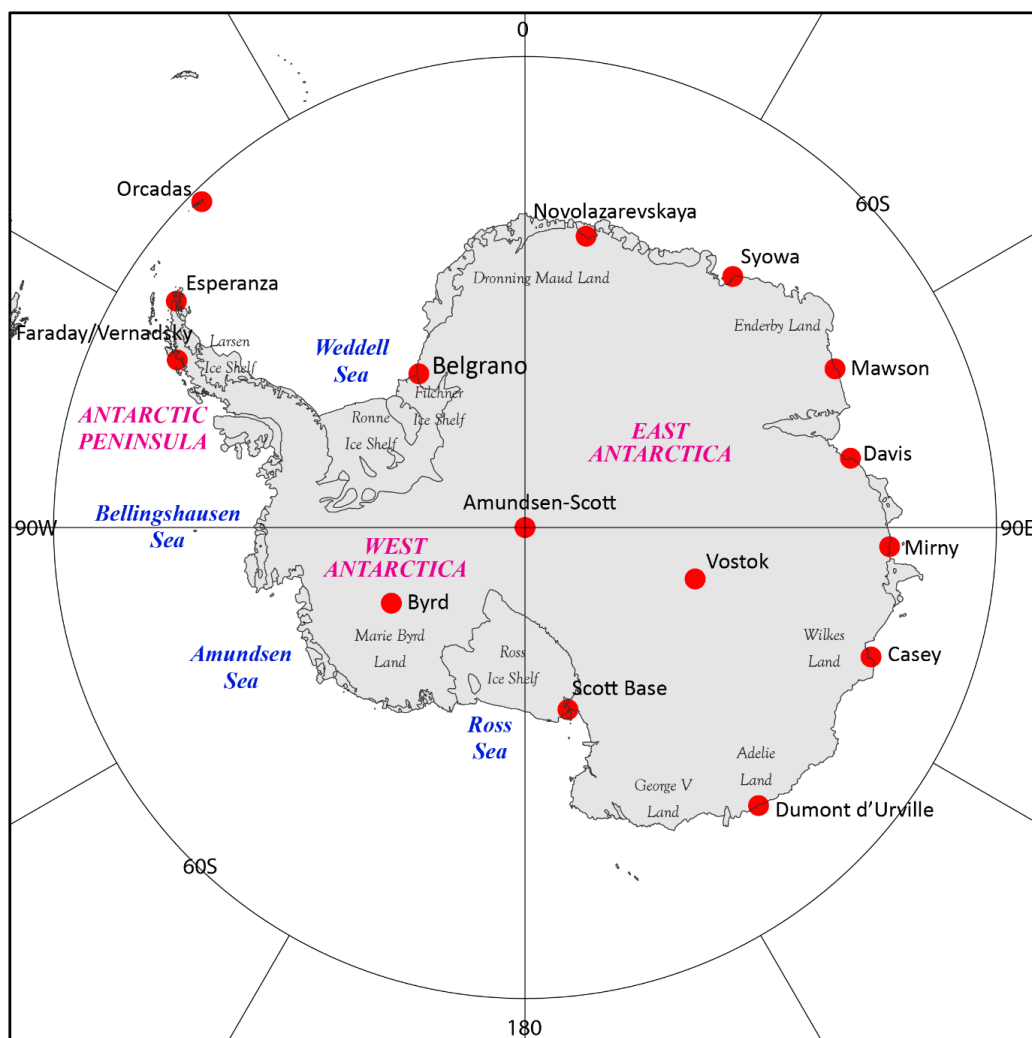 0
Orcadas
60S
Novolazarevskaya
Syowa
Dronning Maud Land
Esperanza
Enderby Land
Faraday/Vernadsky
Larsen
Ice Shelf
Weddell
Sea
Belgrano
Mawson
Filchner
Ice Shelf
ANTARCTIC
PENINSULA
Ronne
Ice Shelf
EAST
ANTARCTICA
Davis
Amundsen-Scott
Bellingshausen
Sea
90W
90E
WEST
ANTARCTICA
Mirny
Vostok
Byrd
Marie Byrd
Land
Wilkes
Land
Casey
Amundsen
Sea
Ross
Ice Shelf
Scott Base
Ross
Sea
Adelie
Land
George V
Land
Dumont d’Urville
60S
180